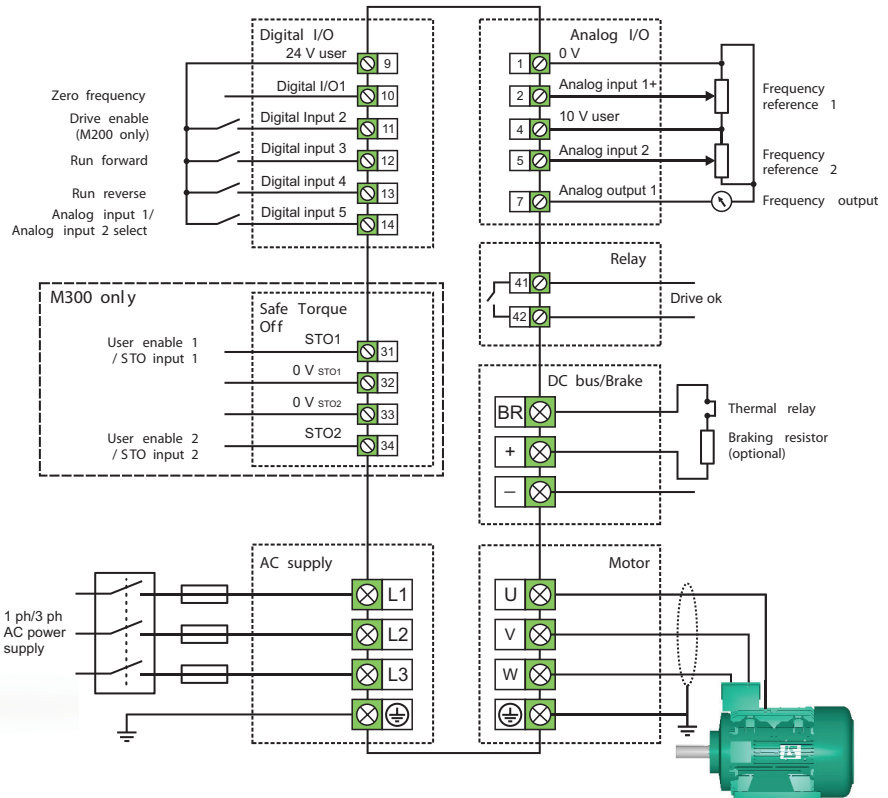 Digital I/O
24 V user
9
Zero frequency
Digital I/O1
10
Drive enable
(M200 only)
Digital Input 2
11
Run forward
Digital input 3
12
Run reverse
Digital input 4
13
Analog input 1/
Analog input 2 select
Digital input 5
14
Analog I/O
1
0 V
2
Analog input 1+
Frequency
reference 1
4
10 V user
5
Analog input 2
Frequency
reference 2
7
Analog output 1
Frequency output
Relay
41
42
Drive ok
M300 only
Safe Torque
Off
User enable 1
/ STO input 1
STO1
31
0 V STO1
32
0 V STO2
33
User enable 2
/ STO input 2
STO2
34
DC bus/Brake
BR
+
–
Thermal relay
Braking resistor
(optional)
AC supply
1 ph/3 ph
AC power
supply
L1
L2
L3
Motor
U
V
W